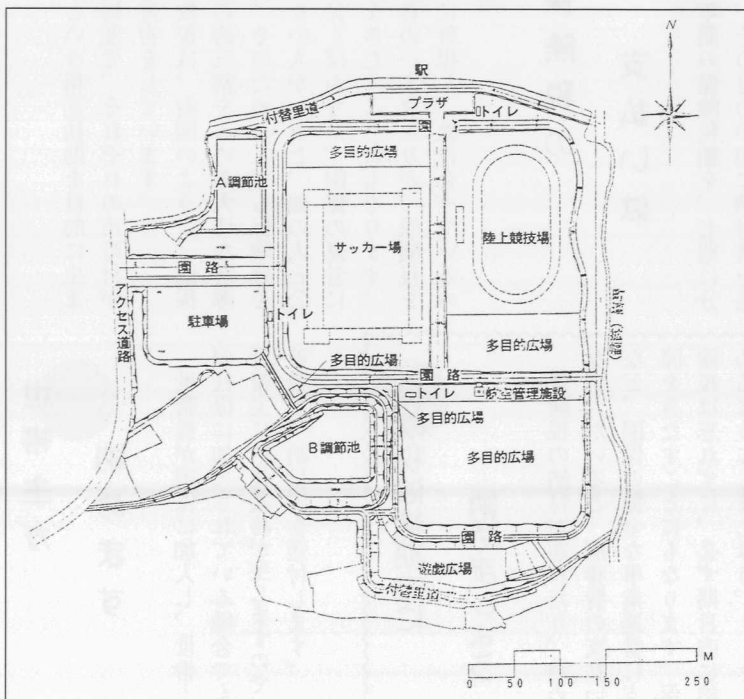 N
駅
プラザ
トイレ
付替里道
園
多目的広場
A調節池
サッカー場
陸上競技場
園路
アクセス道路
駐車場
トイレ
多目的広場
多目的広場
園路
トイレ
管理施設
多目的広場
B調節池
多目的広場
園路
遊戯広場
付替里道
M
0 50 100 150 250